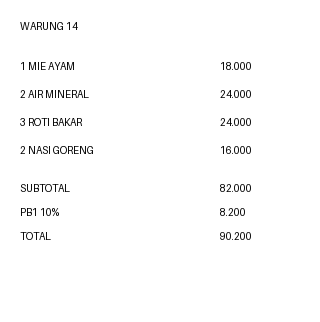 WARUNG 14
1 MIE AYAM 18.000
2 AIR MINERAL 24.000
3 ROTI BAKAR 24.000
2 NASI GORENG 16.000
SUBTOTAL 82.000
PB1 10% 8.200
TOTAL 90.200